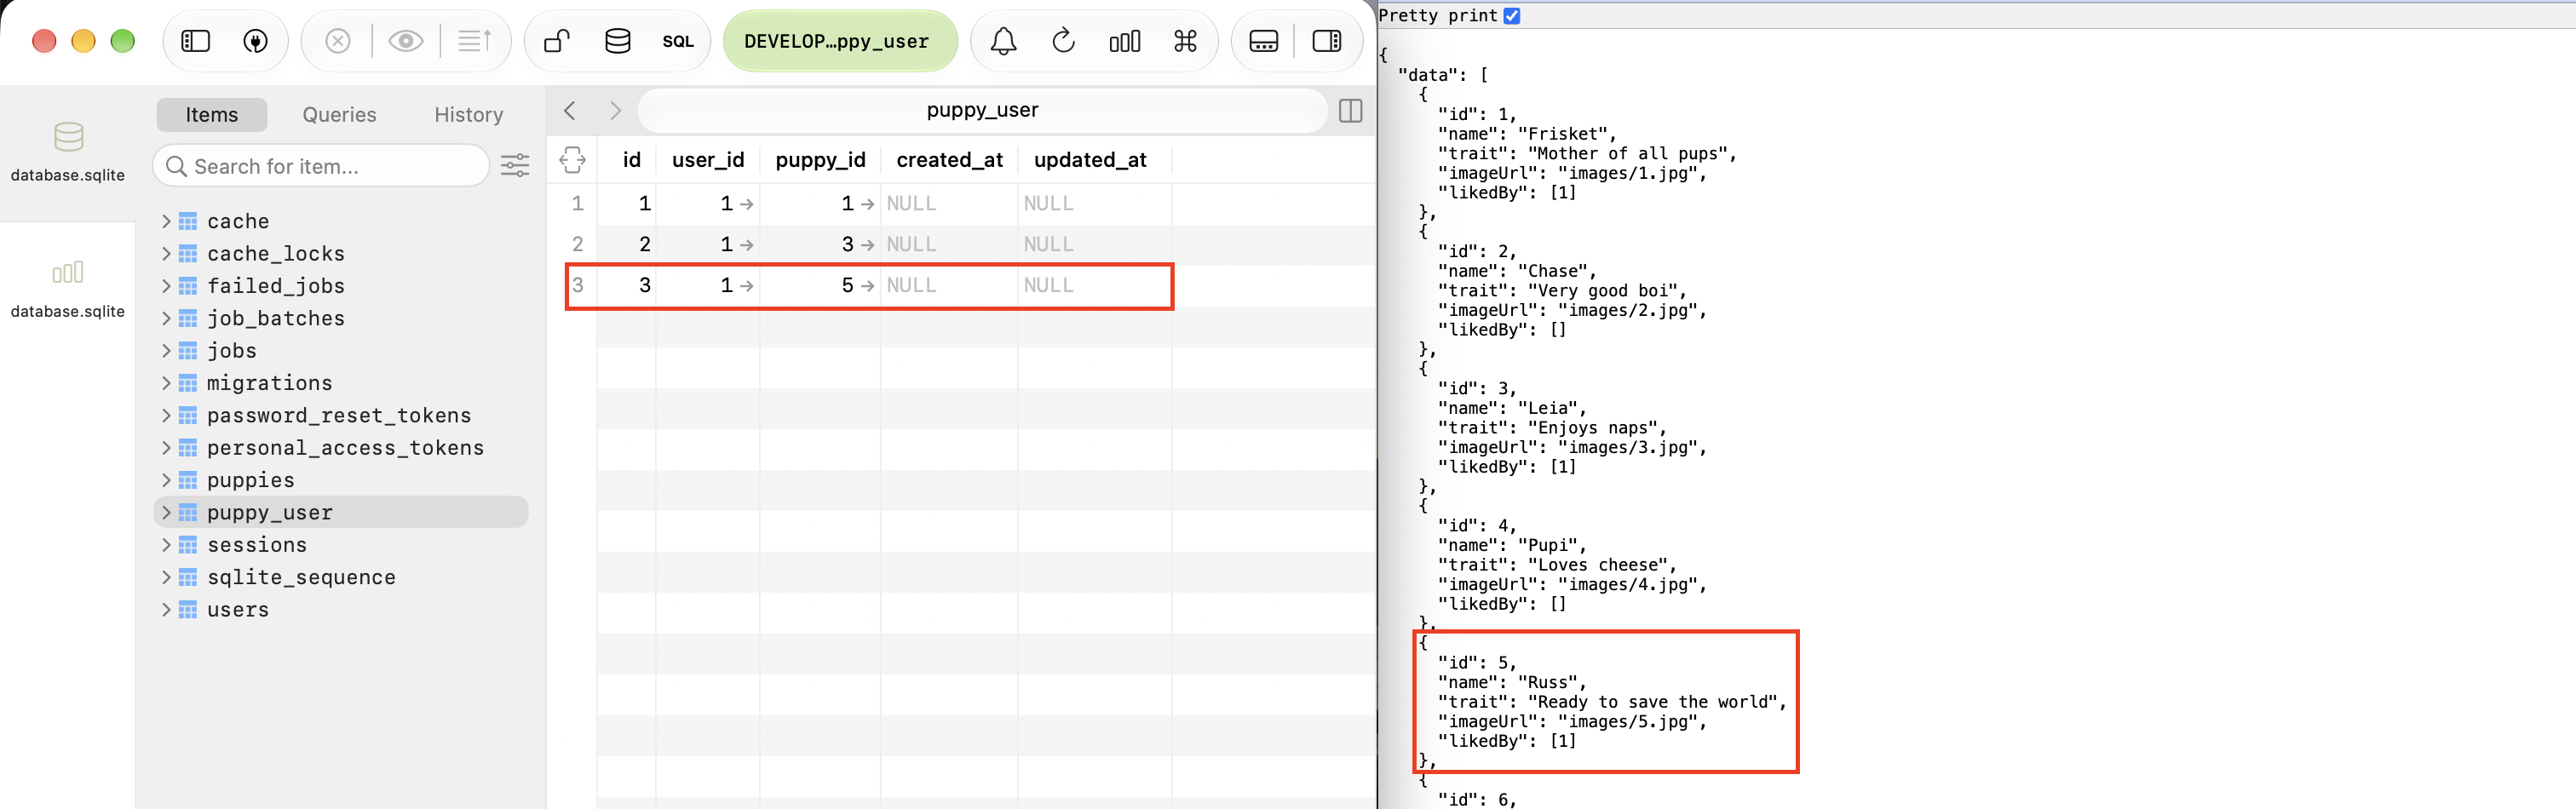 SQL
DEVELOP...ppy_user
database.sqlite
database.sqlite
Items Queries History
Search for item...
cache
cache_locks
failed_jobs
job_batches
jobs
migrations
password_reset_tokens
personal_access_tokens
puppies
puppy_user
sessions
sqlite_sequence
users
puppy_user
id user_id puppy_id created_at updated_at
1 1 1 → 1 → NULL NULL
2 2 1 → 3 → NULL NULL
3 3 1 → 5 → NULL NULL
Pretty print
{
"data": [
{
"id": 1,
"name": "Frisket",
"trait": "Mother of all pups",
"imageUrl": "images/1.jpg",
"likedBy": [1]
},
{
"id": 2,
"name": "Chase",
"trait": "Very good boi",
"imageUrl": "images/2.jpg",
"likedBy": []
},
{
"id": 3,
"name": "Leia",
"trait": "Enjoys naps",
"imageUrl": "images/3.jpg",
"likedBy": [1]
},
{
"id": 4,
"name": "Pupi",
"trait": "Loves cheese",
"imageUrl": "images/4.jpg",
"likedBy": []
},
{
"id": 5,
"name": "Russ",
"trait": "Ready to save the world",
"imageUrl": "images/5.jpg",
"likedBy": [1]
},
{
"id": 6,